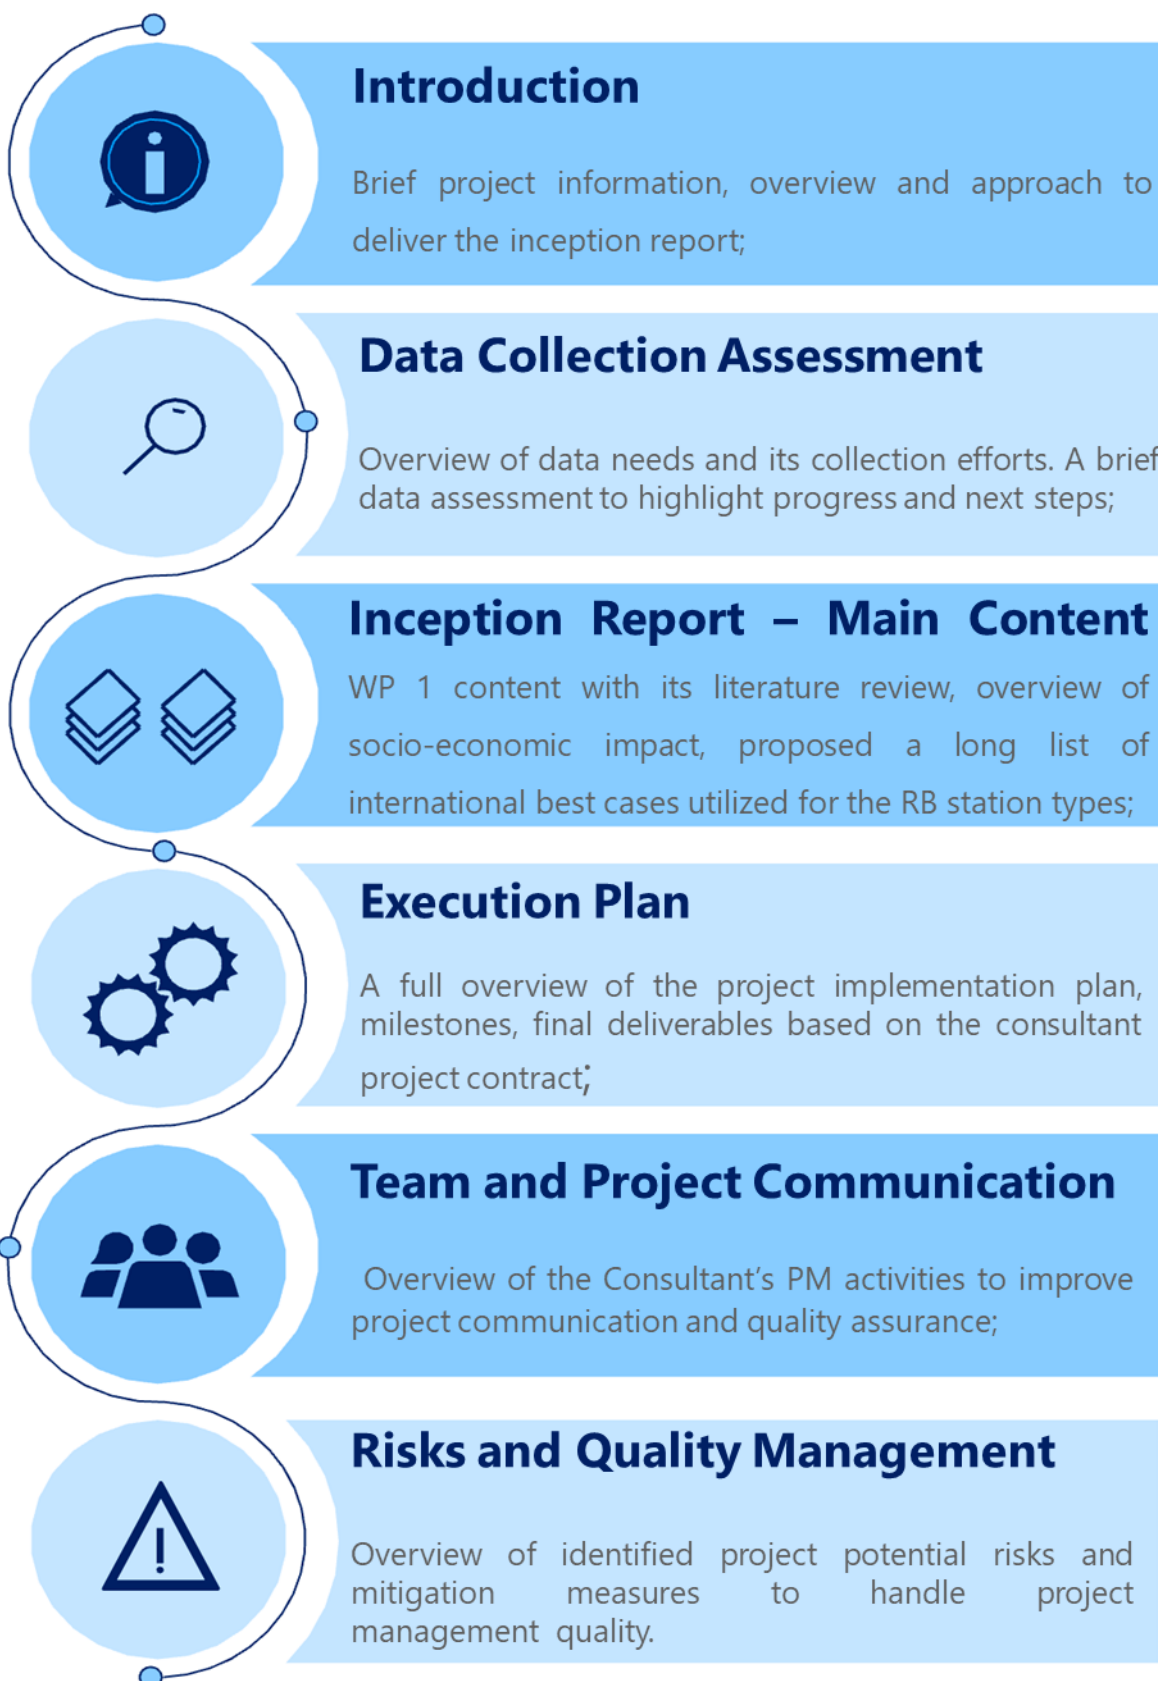 Introduction
Brief project information, overview and approach to
deliver the inception report;
Data Collection Assessment
Overview of data needs and its collection efforts. A brief
data assessment to highlight progress and next steps;
Inception Report – Main Content
WP 1 content with its literature review, overview of
socio-economic impact, proposed a long list of
international best cases utilized for the RB station types;
Execution Plan
A full overview of the project implementation plan,
milestones, final deliverables based on the consultant
project contract;
Team and Project Communication
Overview of the Consultant’s PM activities to improve
project communication and quality assurance;
Risks and Quality Management
Overview of identified project potential risks and
mitigation measures to handle project
management quality.